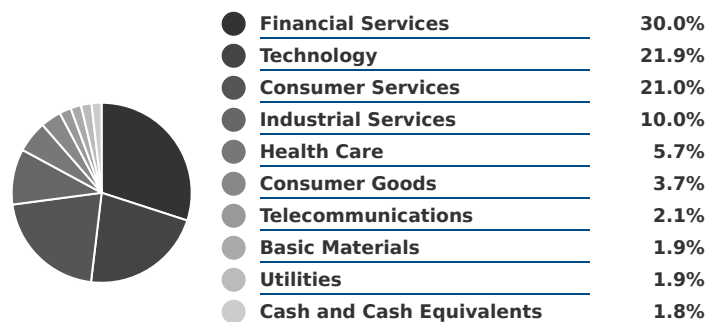 Financial Services 30.0%
Technology 21.9%
Consumer Services 21.0%
Industrial Services 10.0%
Health Care 5.7%
Consumer Goods 3.7%
Telecommunications 2.1%
Basic Materials 1.9%
Utilities 1.9%
Cash and Cash Equivalents 1.8%